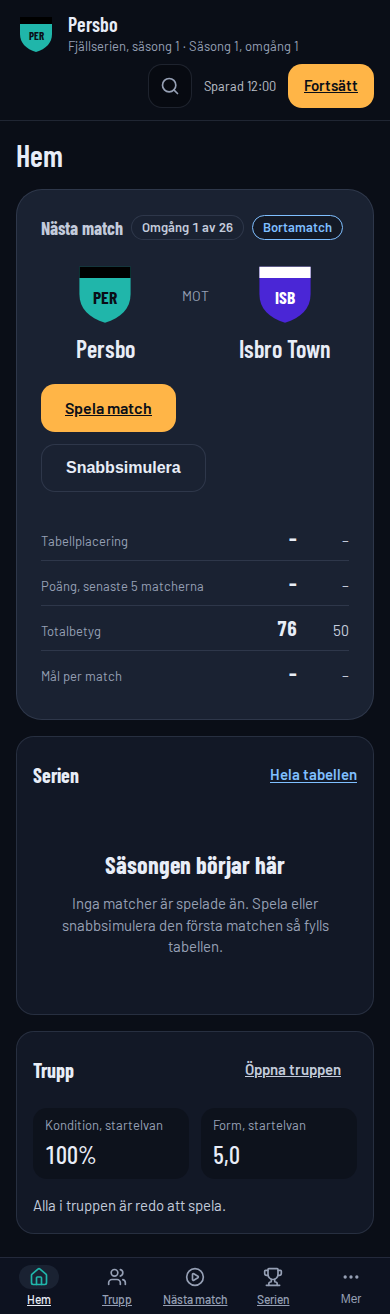 PER
Persbo
Fjällserien, säsong 1 · Säsong 1, omgång 1
Sparad 12:00
Fortsätt
Hem
Nästa match
Omgång 1 av 26
Bortamatch
PER
MOT
ISB
Persbo
Isbro Town
Spela match
Snabbsimulera
Tabellplacering – –
Poäng, senaste 5 matcherna – –
Totalbetyg 76 50
Mål per match – –
Serien
Hela tabellen
Säsongen börjar här
Inga matcher är spelade än. Spela eller
snabbsimulera den första matchen så fylls
tabellen.
Trupp
Öppna truppen
Kondition, startelvan
100%
Form, startelvan
5,0
Alla i truppen är redo att spela.
Hem
Trupp
Nästa match
Serien
Mer